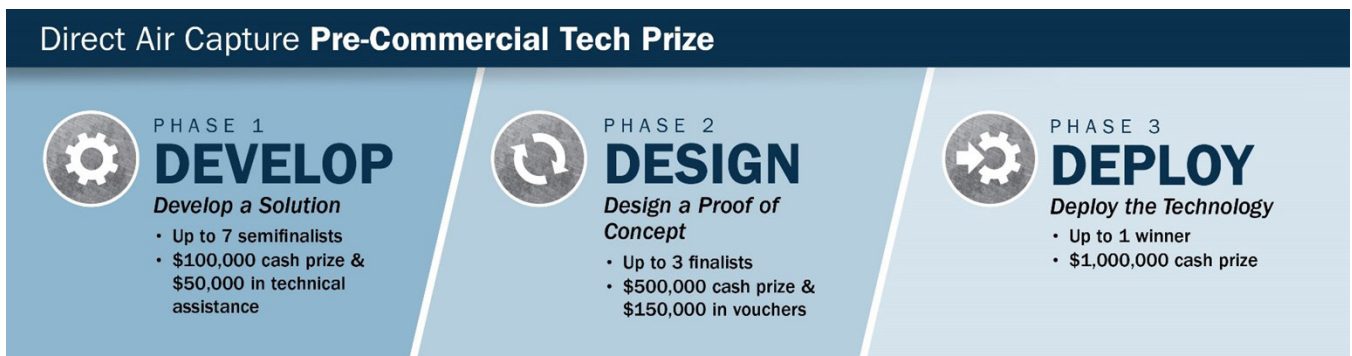 Direct Air Capture Pre-Commercial Tech Prize
PHASE 1
DEVELOP
Develop a Solution
• Up to 7 semifinalists
• $100,000 cash prize &
$50,000 in technical
assistance
PHASE 2
DESIGN
Design a Proof of
Concept
• Up to 3 finalists
• $500,000 cash prize &
$150,000 in vouchers
PHASE 3
DEPLOY
Deploy the Technology
• Up to 1 winner
• $1,000,000 cash prize